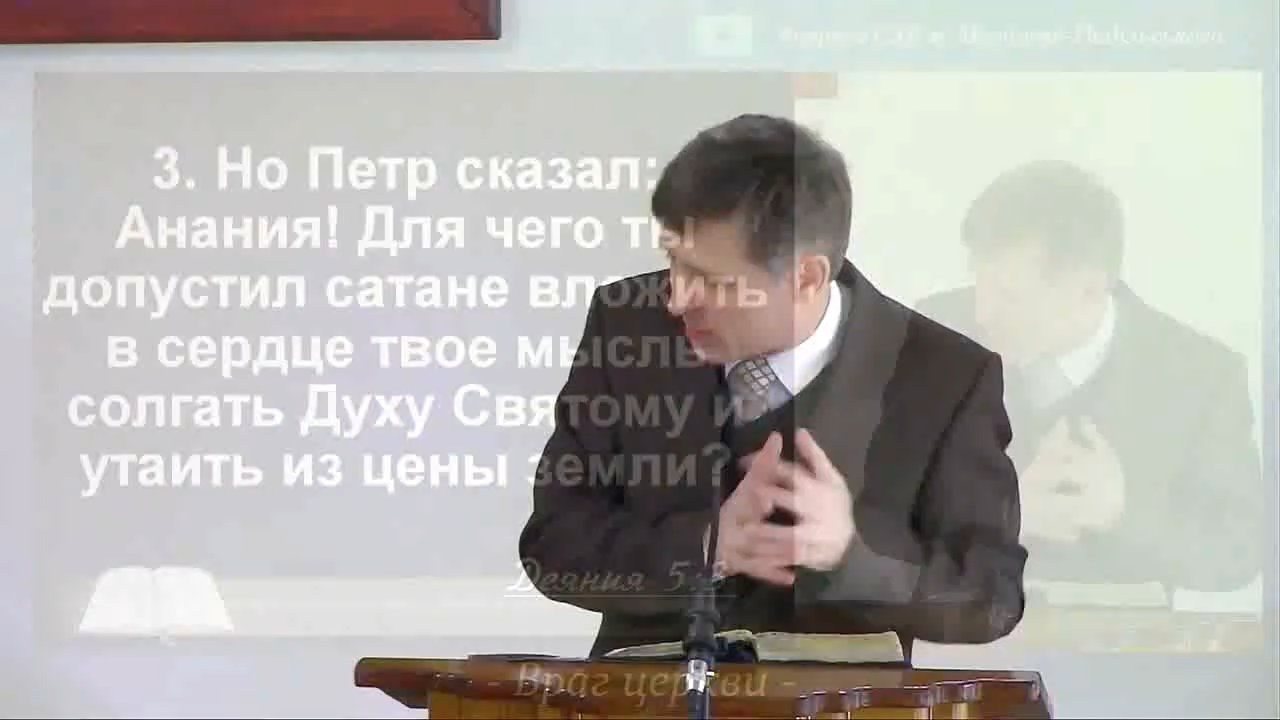 3. Но Петр сказал:
Анания! Для чего ты
допустил сатане вложить
в сердце твое мысль
солгать Духу Святому и
утаить из цены земли?
Деяния 5:3
- Враг церкви -